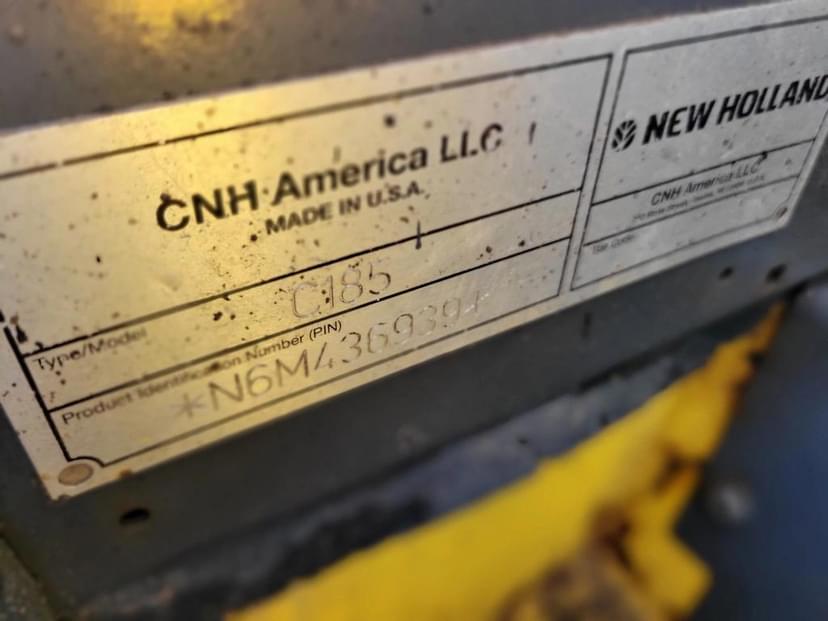 CNH America LLC
MADE IN U.S.A.
Type/Model
C185
Product Identification Number (PIN)
*N6M436939*
NEW HOLLAND
CNH America LLC